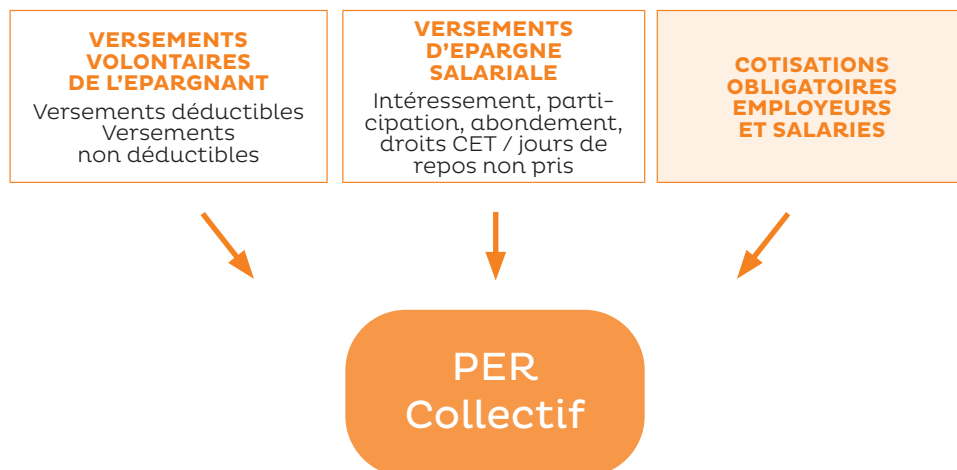 VERSEMENTS
VOLONTAIRES
DE L'EPARGNANT
Versements déductibles
Versements
non déductibles
VERSEMENTS
D'EPARGNE
SALARIALE
Intéressement, parti-
cipation, abondement,
droits CET / jours de
repos non pris
COTISATIONS
OBLIGATOIRES
EMPLOYEURS
ET SALARIES
PER
Collectif